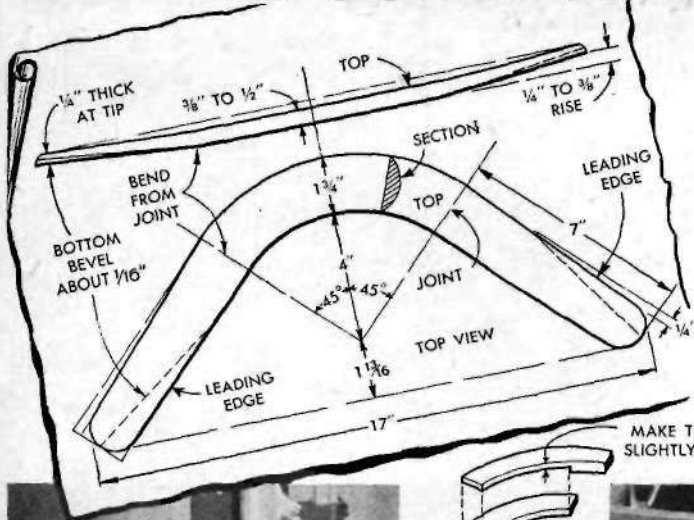 TOP
¼" THICK
AT TIP
⅜" TO ½"
¼" TO ⅜"
RISE
SECTION
LEADING
EDGE
BEND
FROM
JOINT
1¾"
TOP
7"
BOTTOM
BEVEL
ABOUT 1/16"
4"
JOINT
45°
45°
¼"
TOP VIEW
1 13/16
LEADING
EDGE
17"
MAKE
SLIGHTLY